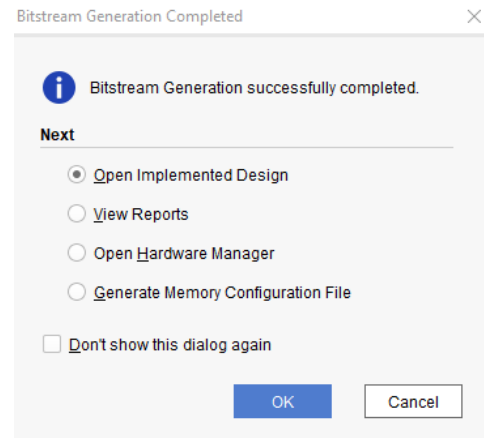 Bitstream Generation Completed
Bitstream Generation successfully completed.
Next
Open Implemented Design
View Reports
Open Hardware Manager
Generate Memory Configuration File
Don't show this dialog again
OK Cancel